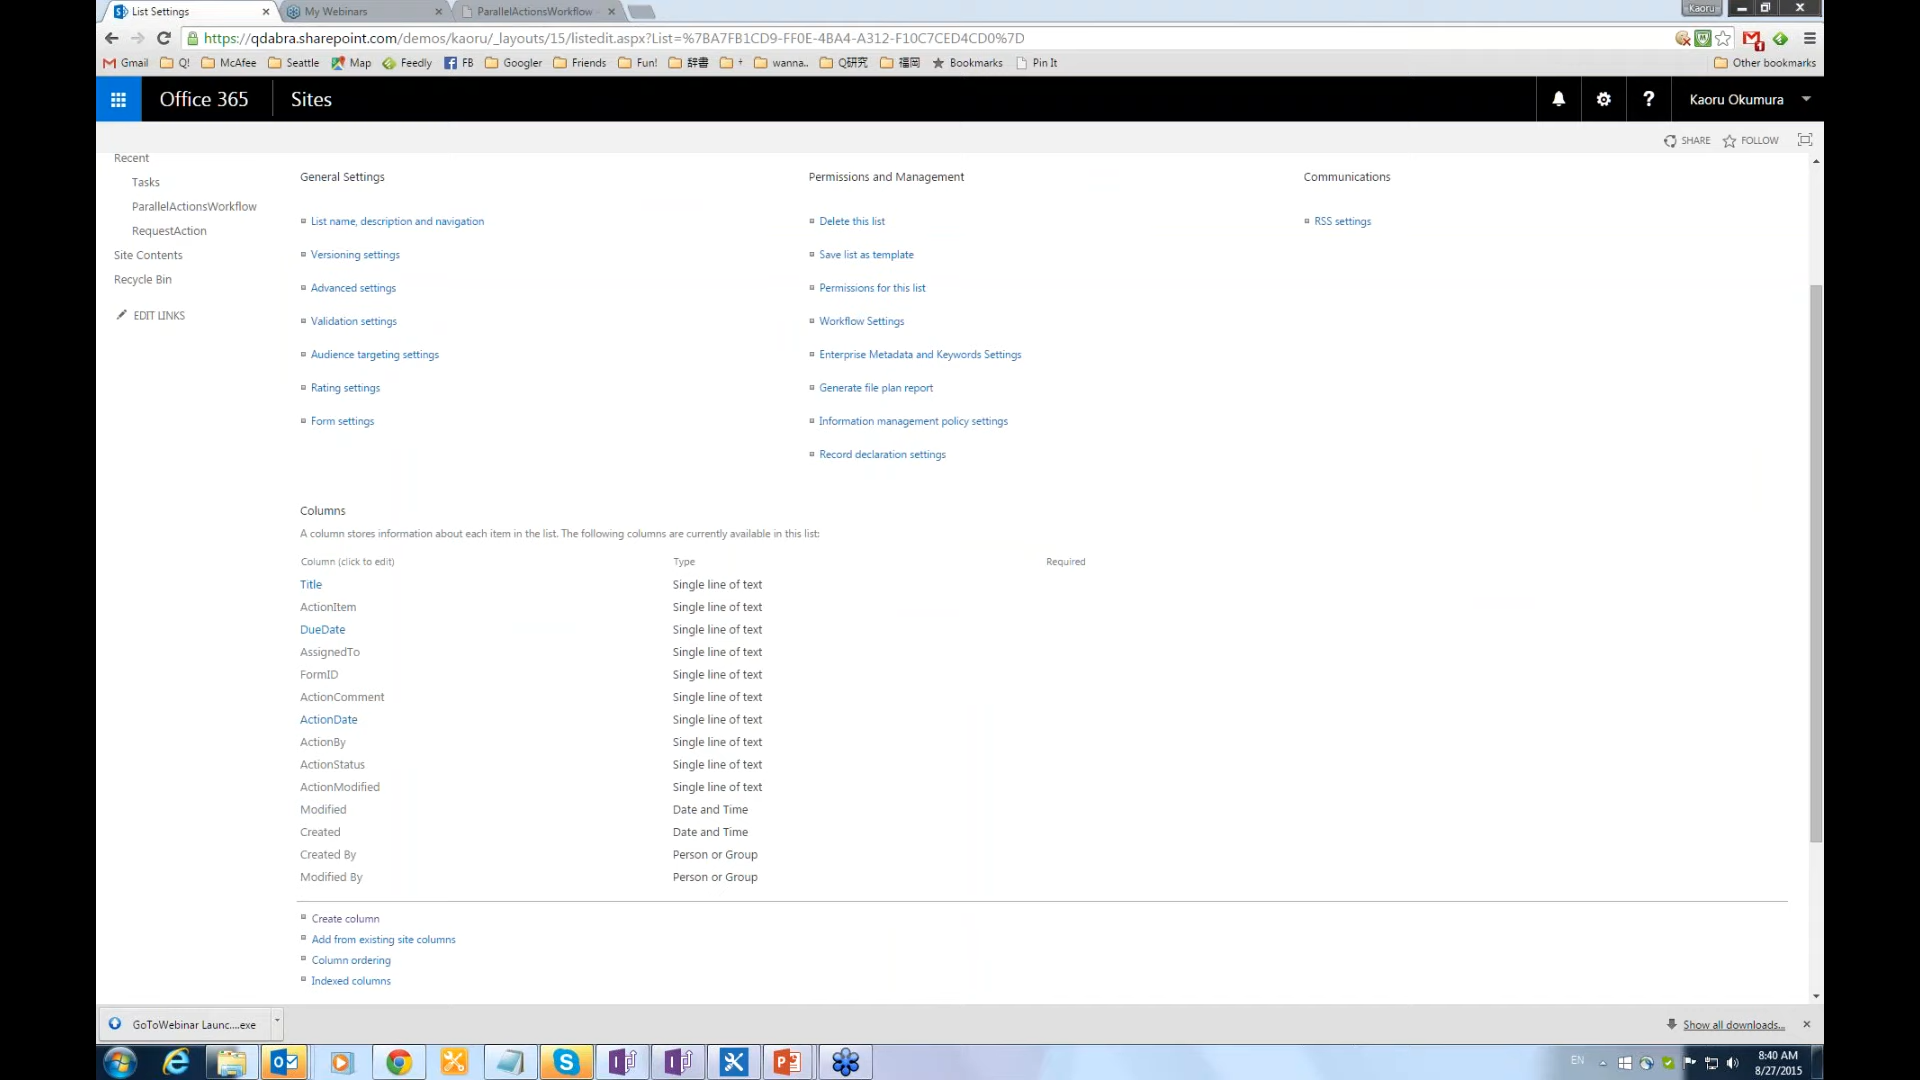 List Settings
My Webinars
ParallelActionsWorkflow
Kaoru
https://qdabra.sharepoint.com/demos/kaoru/_layouts/15/listedit.aspx?List=%7BA7FB1CD9-FF0E-4BA4-A312-F10C7CED4CD0%7D
Gmail Q! McAfee Seattle Map Feedly FB Googler Friends Fun! 辞書 + wanna.. Q研究 福岡 Bookmarks Pin It Other bookmarks
Office 365 Sites Kaoru Okumura
SHARE FOLLOW
Recent
Tasks
ParallelActionsWorkflow
RequestAction
Site Contents
Recycle Bin
EDIT LINKS
General Settings
List name, description and navigation
Versioning settings
Advanced settings
Validation settings
Audience targeting settings
Rating settings
Form settings
Permissions and Management
Delete this list
Save list as template
Permissions for this list
Workflow Settings
Enterprise Metadata and Keywords Settings
Generate file plan report
Information management policy settings
Record declaration settings
Communications
RSS settings
Columns
A column stores information about each item in the list. The following columns are currently available in this list:
Column (click to edit) Type Required
Title Single line of text
ActionItem Single line of text
DueDate Single line of text
AssignedTo Single line of text
FormID Single line of text
ActionComment Single line of text
ActionDate Single line of text
ActionBy Single line of text
ActionStatus Single line of text
ActionModified Single line of text
Modified Date and Time
Created Date and Time
Created By Person or Group
Modified By Person or Group
Create column
Add from existing site columns
Column ordering
Indexed columns
GoToWebinar Launc....exe
Show all downloads...
EN
8:40 AM
8/27/2015